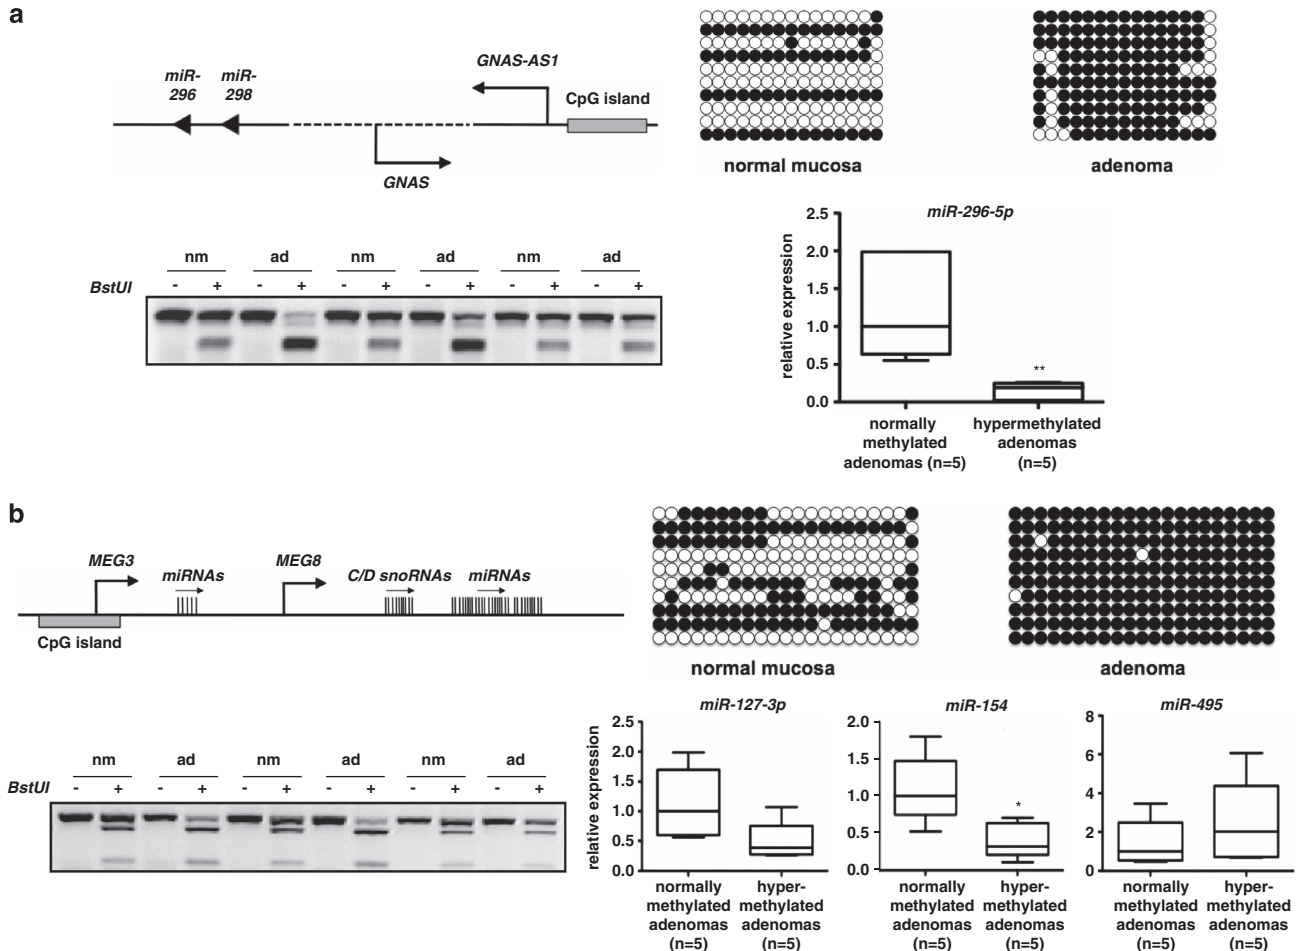 a
miR-
296
miR-
298
GNAS-AS1
CpG island
GNAS
normal mucosa
adenoma
nm ad nm ad nm ad
BstUI - + - + - + - + - + - +
miR-296-5p
relative expression
2.5
2.0
1.5
1.0
0.5
0.0
**
normally
methylated
adenomas (n=5)
hypermethylated
adenomas
(n=5)
b
MEG3
miRNAs
MEG8
C/D snoRNAs
miRNAs
CpG island
normal mucosa
adenoma
nm ad nm ad nm ad
BstUI - + - + - + - + - + - +
miR-127-3p
relative expression
2.5
2.0
1.5
1.0
0.5
0.0
normally
methylated
adenomas
(n=5)
hyper-
methylated
adenomas
(n=5)
miR-154
2.0
1.5
1.0
0.5
0.0
*
normally
methylated
adenomas
(n=5)
hyper-
methylated
adenomas
(n=5)
miR-495
8
6
4
2
0
normally
methylated
adenomas
(n=5)
hyper-
methylated
adenomas
(n=5)